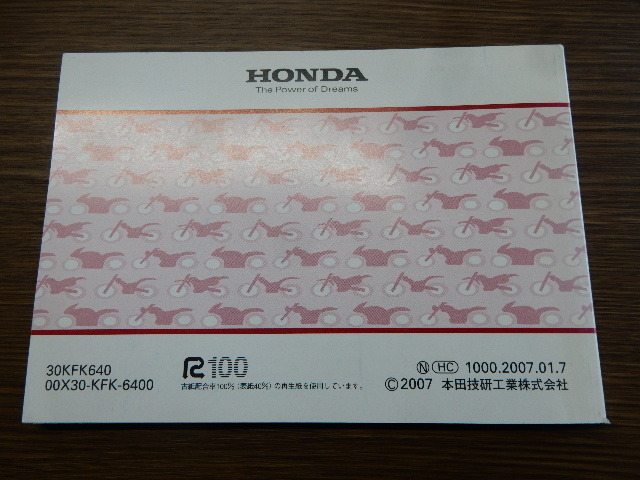 HONDA
The Power of Dreams
30KFK640
00X30-KFK-6400
R100
古紙配合率100%（表紙40%）の再生紙を使用しています。
N HC 1000.2007.01.7
©2007 本田技研工業株式会社